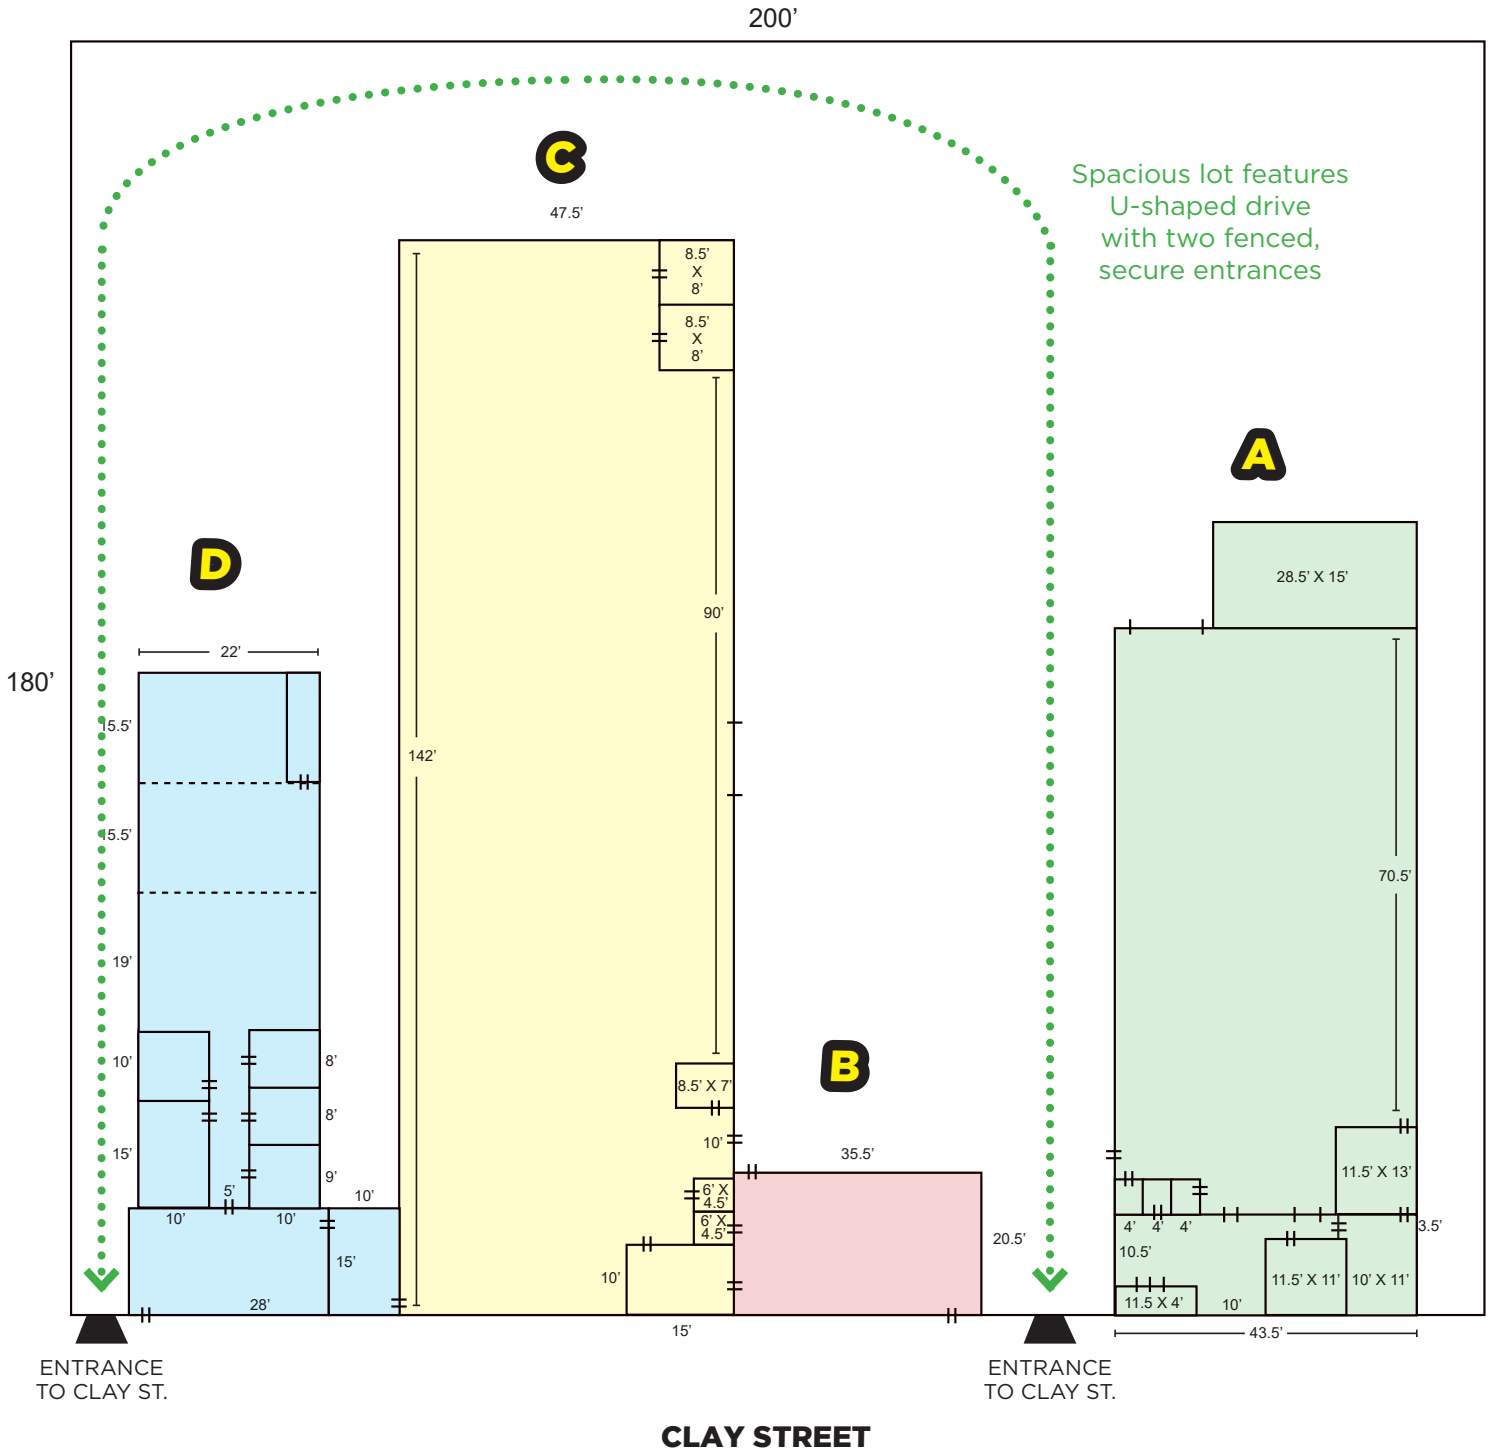 200’
C
47.5’
Spacious lot features
U-shaped drive
with two fenced,
secure entrances
8.5’
X
8’
8.5’
X
8’
A
D
28.5’ X 15’
90’
22’
180’
15.5’
142’
15.5’
70.5’
19’
10’
8’
B
8.5’ X 7’
8’
10’
35.5’
15’
9’
11.5’ X 13’
5’
10’
6’ X
4.5’
10’
10’
6’ X
4.5’
4’
4’
4’
3.5’
20.5’
10.5’
15’
10’
11.5’ X 11’
10’ X 11’
28’
11.5 X 4’
10’
15’
43.5’
ENTRANCE
TO CLAY ST.
ENTRANCE
TO CLAY ST.
CLAY STREET